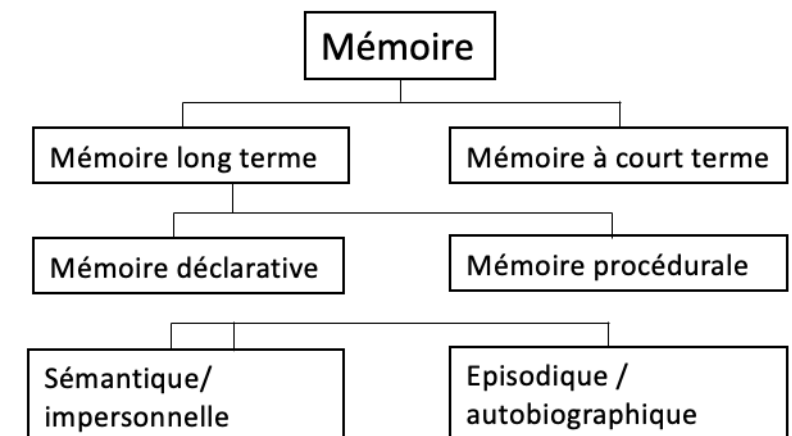 Mémoire
Mémoire long terme
Mémoire à court terme
Mémoire déclarative
Mémoire procédurale
Sémantique/
impersonnelle
Episodique /
autobiographique